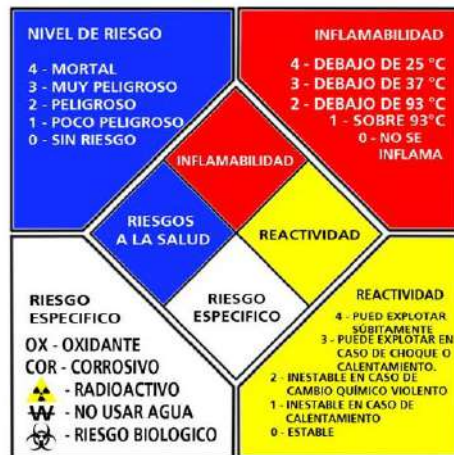 NIVEL DE RIESGO
4 - MORTAL
3 - MUY PELIGROSO
2 - PELIGROSO
1 - POCO PELIGROSO
0 - SIN RIESGO
INFLAMABILIDAD
4 - DEBAJO DE 25 °C
3 - DEBAJO DE 37 °C
2 - DEBAJO DE 93 °C
1 - SOBRE 93°C
0 - NO SE
INFLAMA
INFLAMABILIDAD
RIESGOS
A LA SALUD
REACTIVIDAD
RIESGO
ESPECIFICO
RIESGO
ESPECIFICO
OX - OXIDANTE
COR - CORROSIVO
- RADIOACTIVO
W - NO USAR AGUA
- RIESGO BIOLOGICO
REACTIVIDAD
4 - PUED EXPLOTAR
SÚBITAMENTE
3 - PUEDE EXPLOTAR EN
CASO DE CHOQUE O
CALENTAMIENTO.
2 - INESTABLE EN CASO DE
CAMBIO QUÍMICO VIOLENTO
1 - INESTABLE EN CASO DE
CALENTAMIENTO
0 - ESTABLE